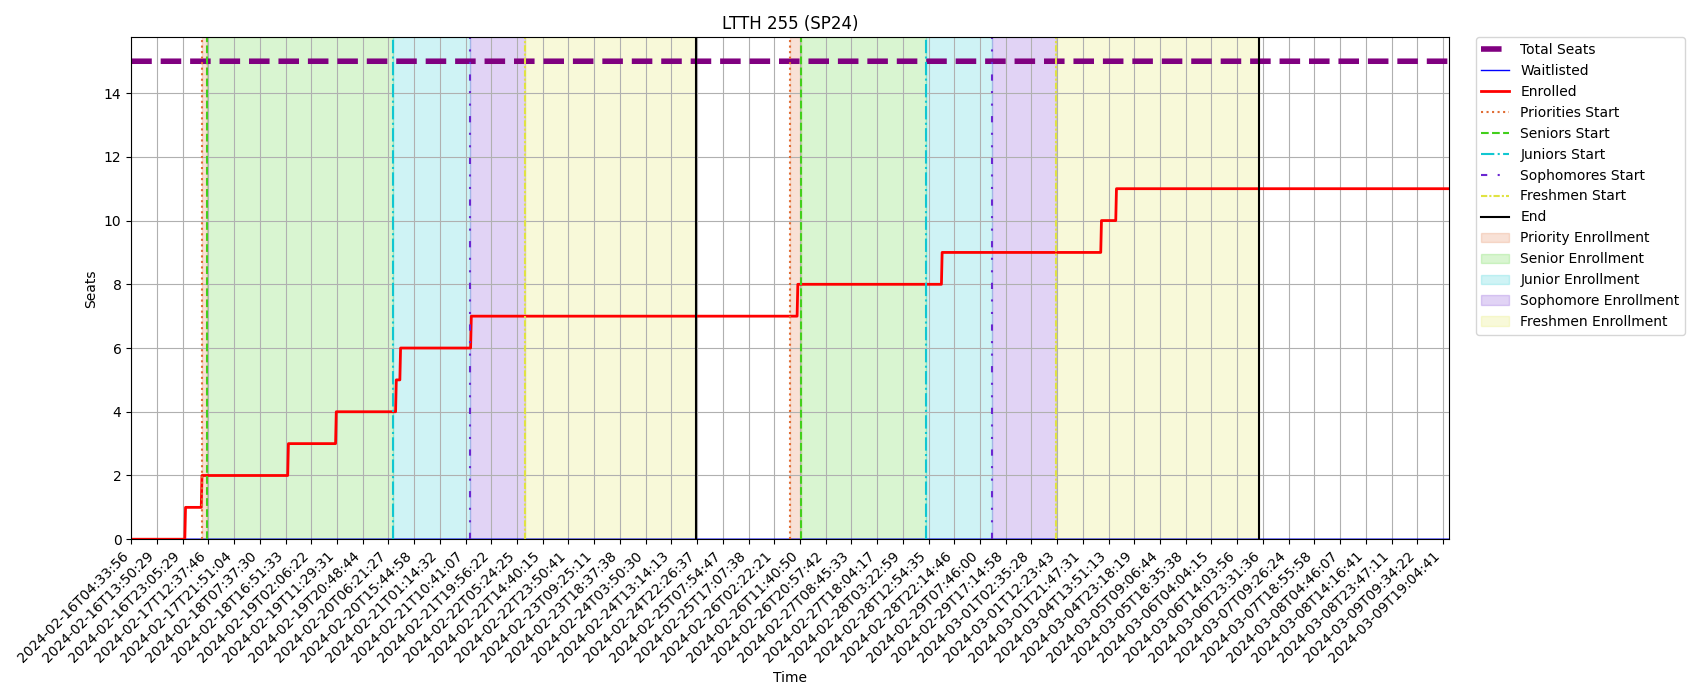 LTTH 255 (SP24)
Seats
14
12
10
8
6
4
2
0
2024-02-16T04:33:56
2024-02-16T13:50:29
2024-02-16T23:05:29
2024-02-17T12:37:46
2024-02-17T21:51:04
2024-02-18T07:37:30
2024-02-18T16:51:33
2024-02-19T02:06:22
2024-02-19T11:29:31
2024-02-19T20:48:44
2024-02-20T06:21:27
2024-02-20T15:44:58
2024-02-21T01:14:32
2024-02-21T10:41:07
2024-02-21T19:56:22
2024-02-22T05:24:25
2024-02-22T14:40:15
2024-02-22T23:50:41
2024-02-23T09:25:11
2024-02-23T18:37:38
2024-02-24T03:50:30
2024-02-24T13:14:13
2024-02-24T22:26:37
2024-02-25T07:54:47
2024-02-25T17:07:38
2024-02-26T02:22:21
2024-02-26T11:40:50
2024-02-26T20:57:42
2024-02-27T08:45:33
2024-02-27T18:04:17
2024-02-28T03:22:59
2024-02-28T12:54:35
2024-02-28T22:14:46
2024-02-29T07:46:00
2024-02-29T17:14:58
2024-03-01T02:35:28
2024-03-01T12:23:43
2024-03-01T21:47:31
2024-03-04T13:51:13
2024-03-04T23:18:19
2024-03-05T09:06:44
2024-03-05T18:35:38
2024-03-06T04:04:15
2024-03-06T14:03:56
2024-03-06T23:31:36
2024-03-07T09:26:24
2024-03-07T18:55:58
2024-03-08T04:46:07
2024-03-08T14:16:41
2024-03-08T23:47:11
2024-03-09T09:34:22
2024-03-09T19:04:41
Time
Total Seats
Waitlisted
Enrolled
Priorities Start
Seniors Start
Juniors Start
Sophomores Start
Freshmen Start
End
Priority Enrollment
Senior Enrollment
Junior Enrollment
Sophomore Enrollment
Freshmen Enrollment